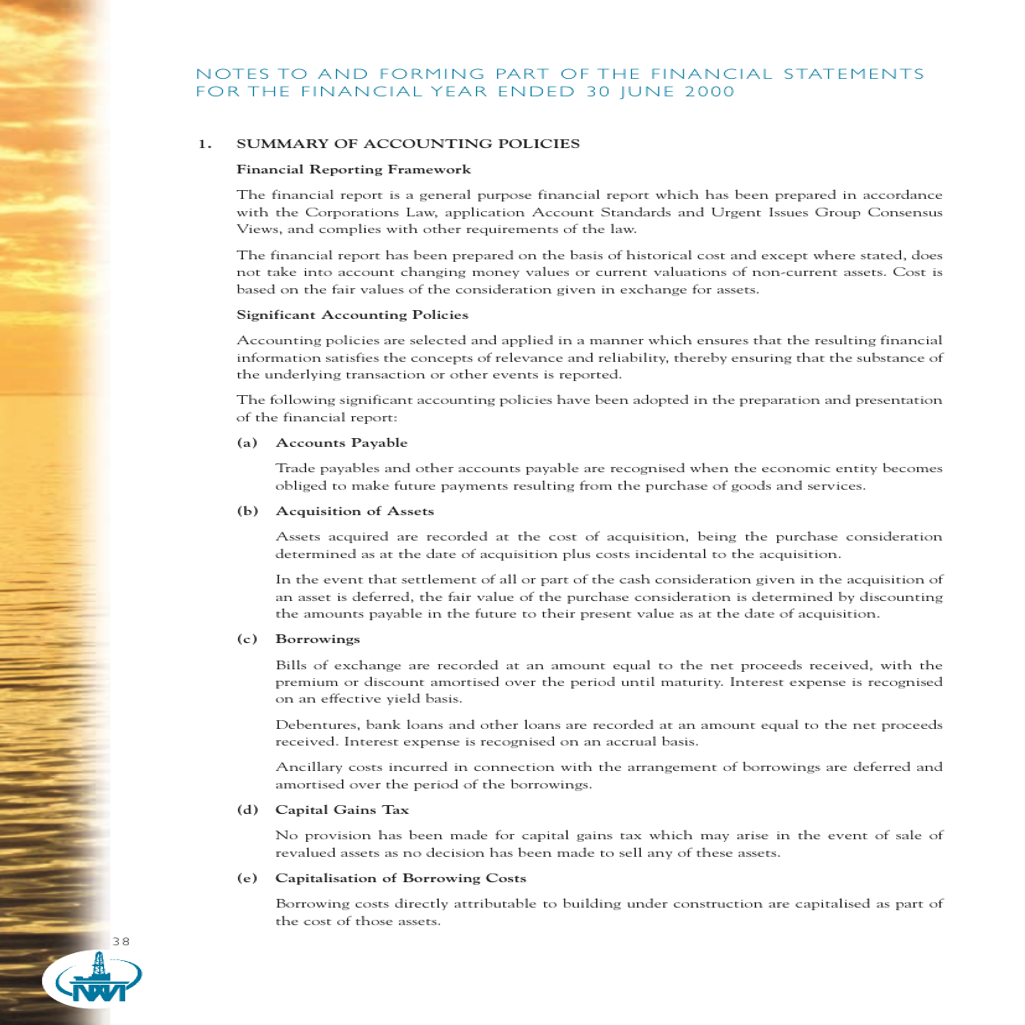 NOTES TO AND FORMING PART OF THE FINANCIAL STATEMENTS
FOR THE FINANCIAL YEAR ENDED 30 JUNE 2000
1. SUMMARY OF ACCOUNTING POLICIES
Financial Reporting Framework
The financial report is a general purpose financial report which has been prepared in accordance
with the Corporations Law, application Account Standards and Urgent Issues Group Consensus
Views, and complies with other requirements of the law.
The financial report has been prepared on the basis of historical cost and except where stated, does
not take into account changing money values or current valuations of non-current assets. Cost is
based on the fair values of the consideration given in exchange for assets.
Significant Accounting Policies
Accounting policies are selected and applied in a manner which ensures that the resulting financial
information satisfies the concepts of relevance and reliability, thereby ensuring that the substance of
the underlying transaction or other events is reported.
The following significant accounting policies have been adopted in the preparation and presentation
of the financial report:
(a) Accounts Payable
Trade payables and other accounts payable are recognised when the economic entity becomes
obliged to make future payments resulting from the purchase of goods and services.
(b) Acquisition of Assets
Assets acquired are recorded at the cost of acquisition, being the purchase consideration
determined as at the date of acquisition plus costs incidental to the acquisition.
In the event that settlement of all or part of the cash consideration given in the acquisition of
an asset is deferred, the fair value of the purchase consideration is determined by discounting
the amounts payable in the future to their present value as at the date of acquisition.
(c) Borrowings
Bills of exchange are recorded at an amount equal to the net proceeds received, with the
premium or discount amortised over the period until maturity. Interest expense is recognised
on an effective yield basis.
Debentures, bank loans and other loans are recorded at an amount equal to the net proceeds
received. Interest expense is recognised on an accrual basis.
Ancillary costs incurred in connection with the arrangement of borrowings are deferred and
amortised over the period of the borrowings.
(d) Capital Gains Tax
No provision has been made for capital gains tax which may arise in the event of sale of
revalued assets as no decision has been made to sell any of these assets.
(e) Capitalisation of Borrowing Costs
Borrowing costs directly attributable to building under construction are capitalised as part of
the cost of those assets.
38